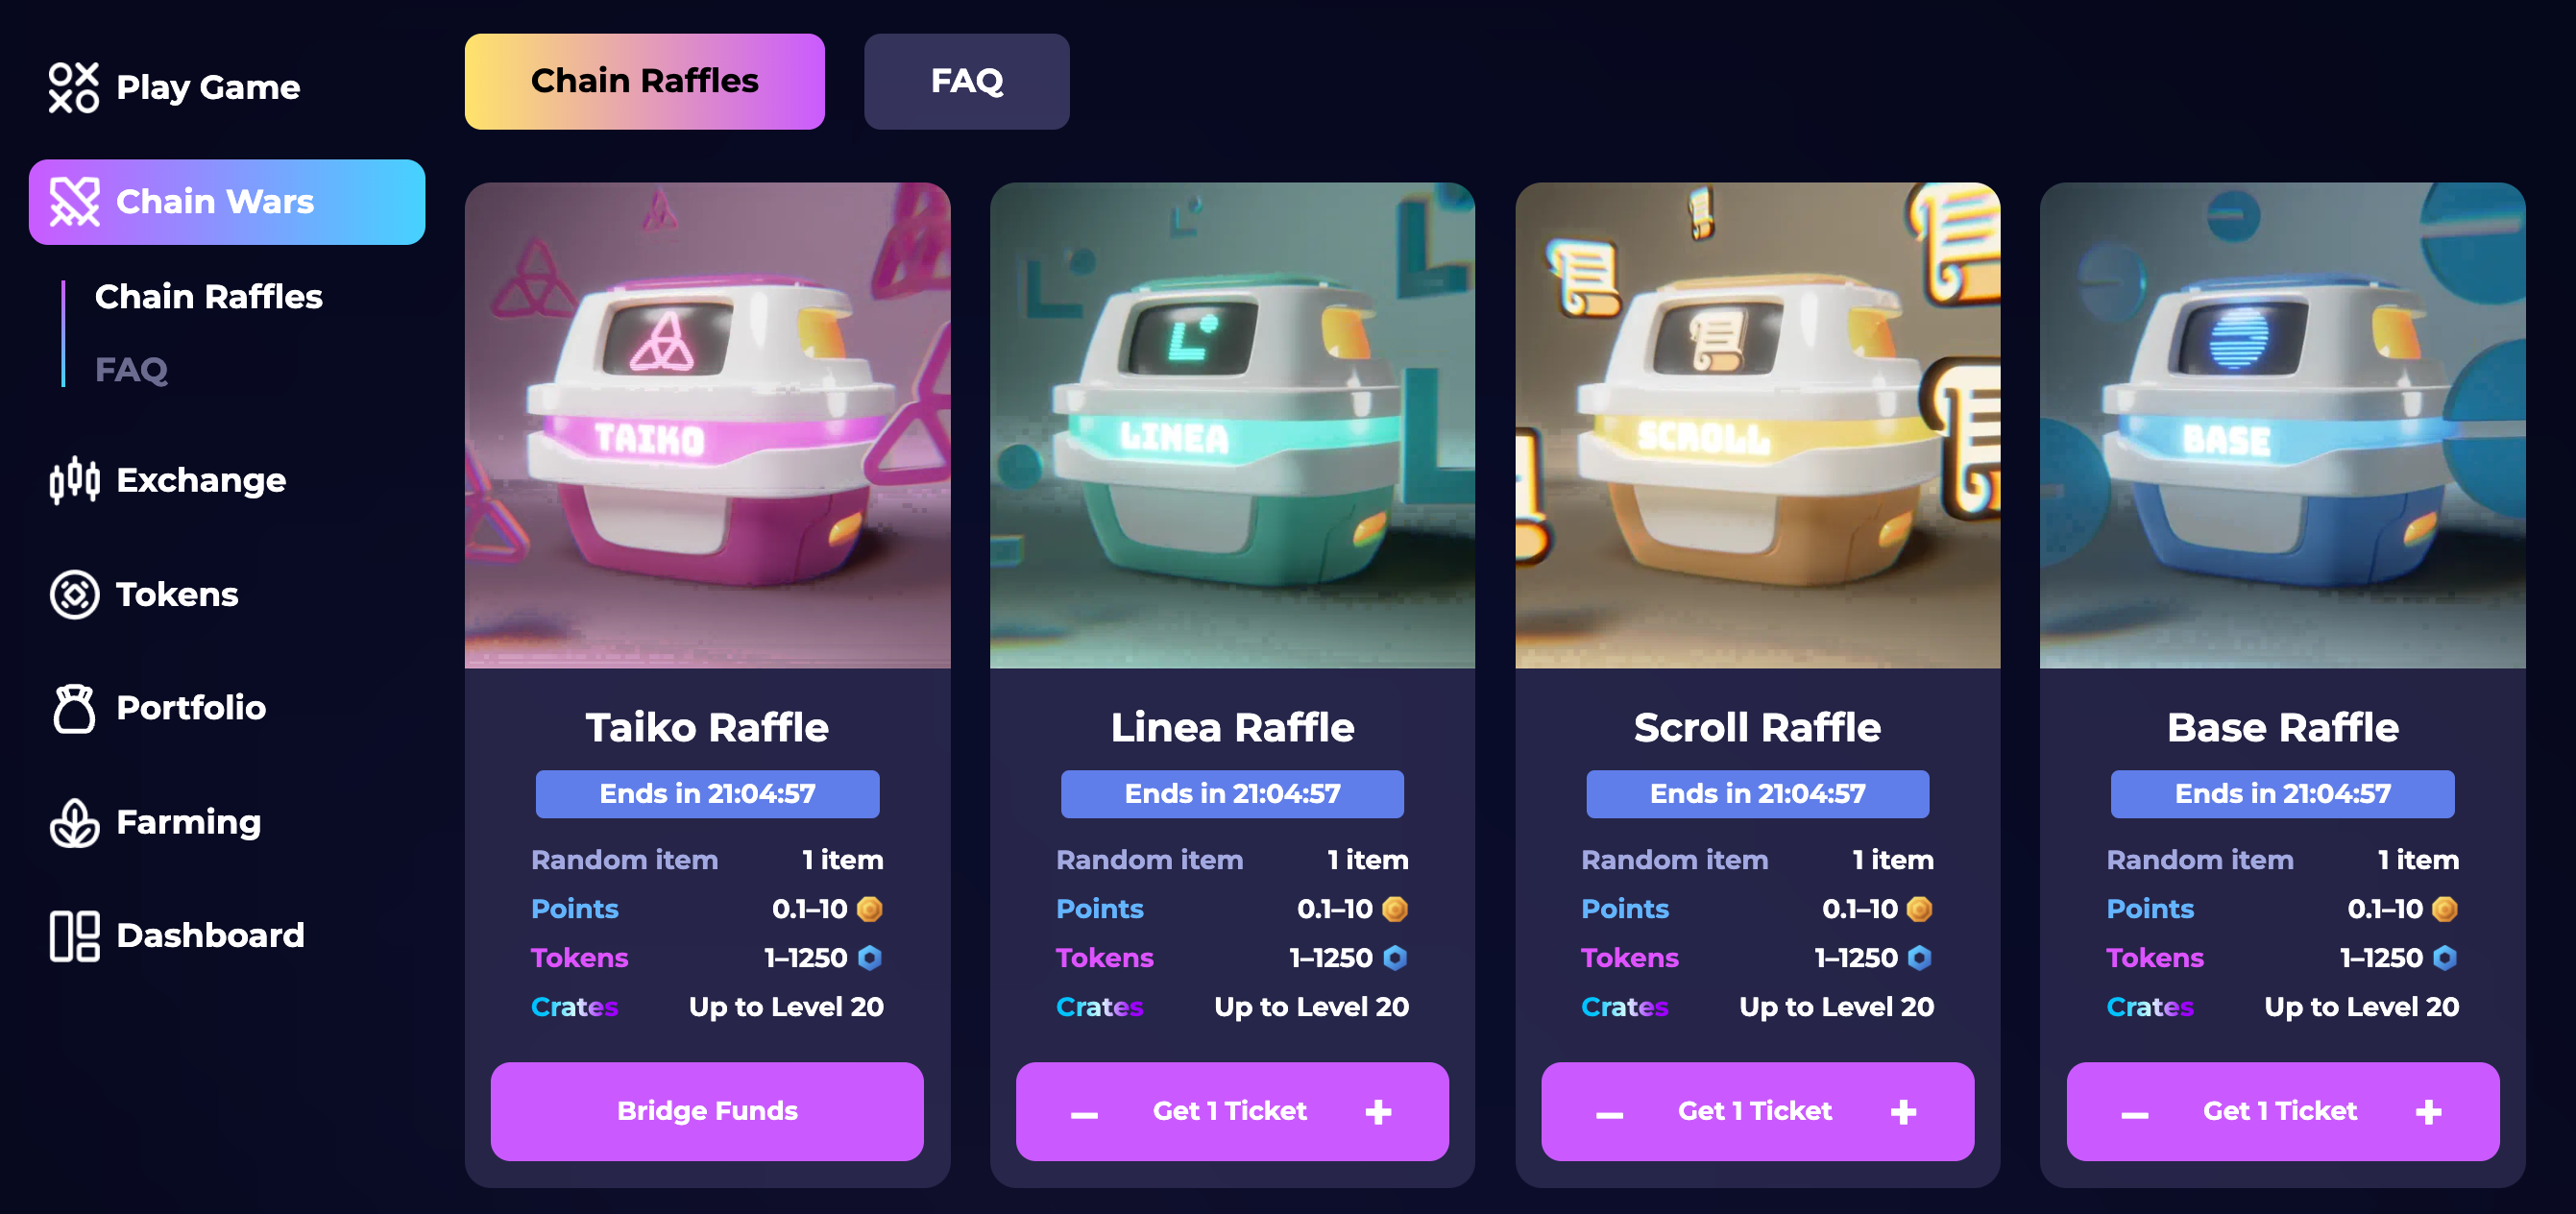 Play Game
Chain Wars
Chain Raffles
FAQ
Exchange
Tokens
Portfolio
Farming
Dashboard
Chain Raffles
FAQ
TAIKO
Taiko Raffle
Ends in 21:04:57
Random item 1 item
Points 0.1–10
Tokens 1–1250
Crates Up to Level 20
Bridge Funds
LINEA
Linea Raffle
Ends in 21:04:57
Random item 1 item
Points 0.1–10
Tokens 1–1250
Crates Up to Level 20
– Get 1 Ticket +
SCROLL
Scroll Raffle
Ends in 21:04:57
Random item 1 item
Points 0.1–10
Tokens 1–1250
Crates Up to Level 20
– Get 1 Ticket +
BASE
Base Raffle
Ends in 21:04:57
Random item 1 item
Points 0.1–10
Tokens 1–1250
Crates Up to Level 20
– Get 1 Ticket +